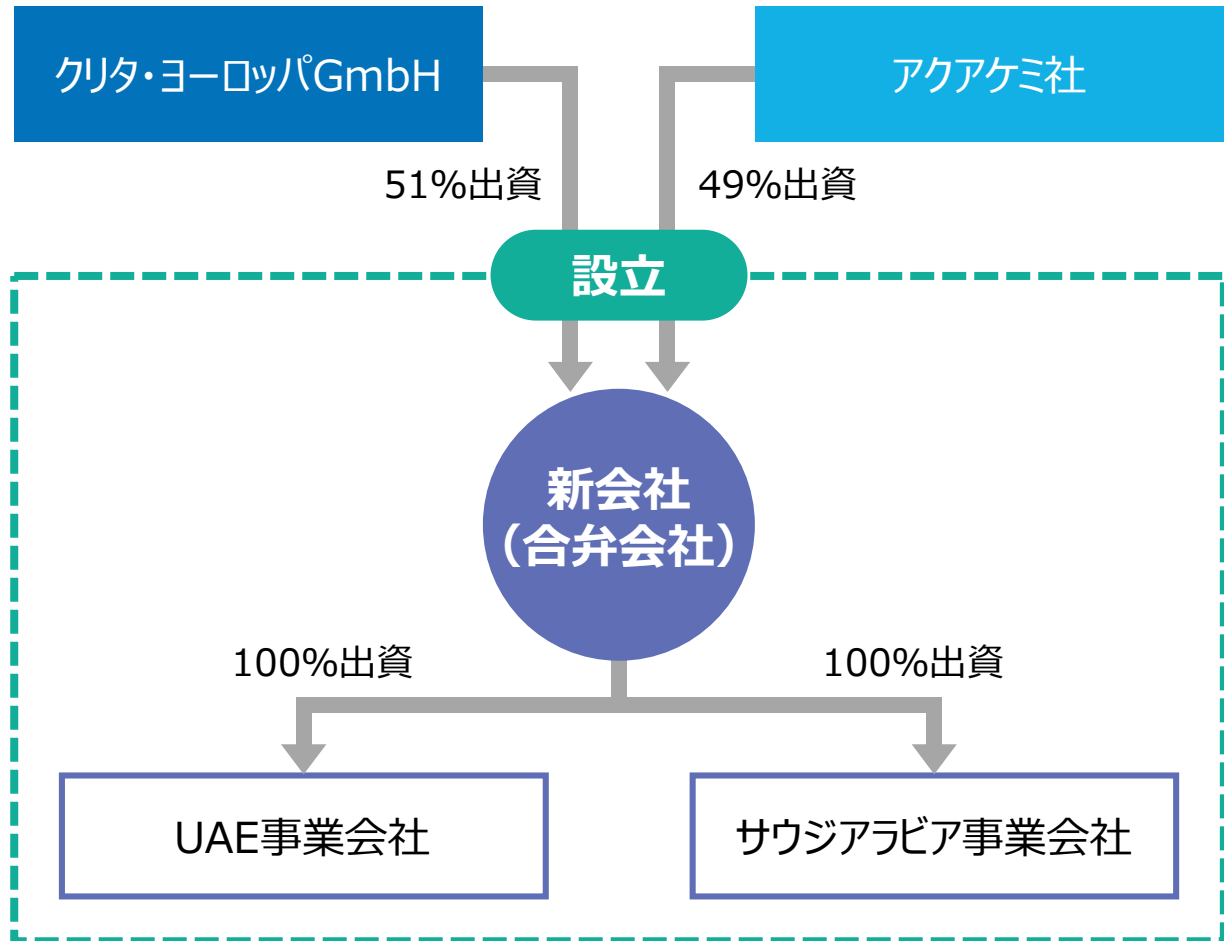 クリタ・ヨーロッパGmbH
アクアケミ社
51%出資
49%出資
設立
新会社
（合弁会社）
100%出資
100%出資
UAE事業会社
サウジアラビア事業会社